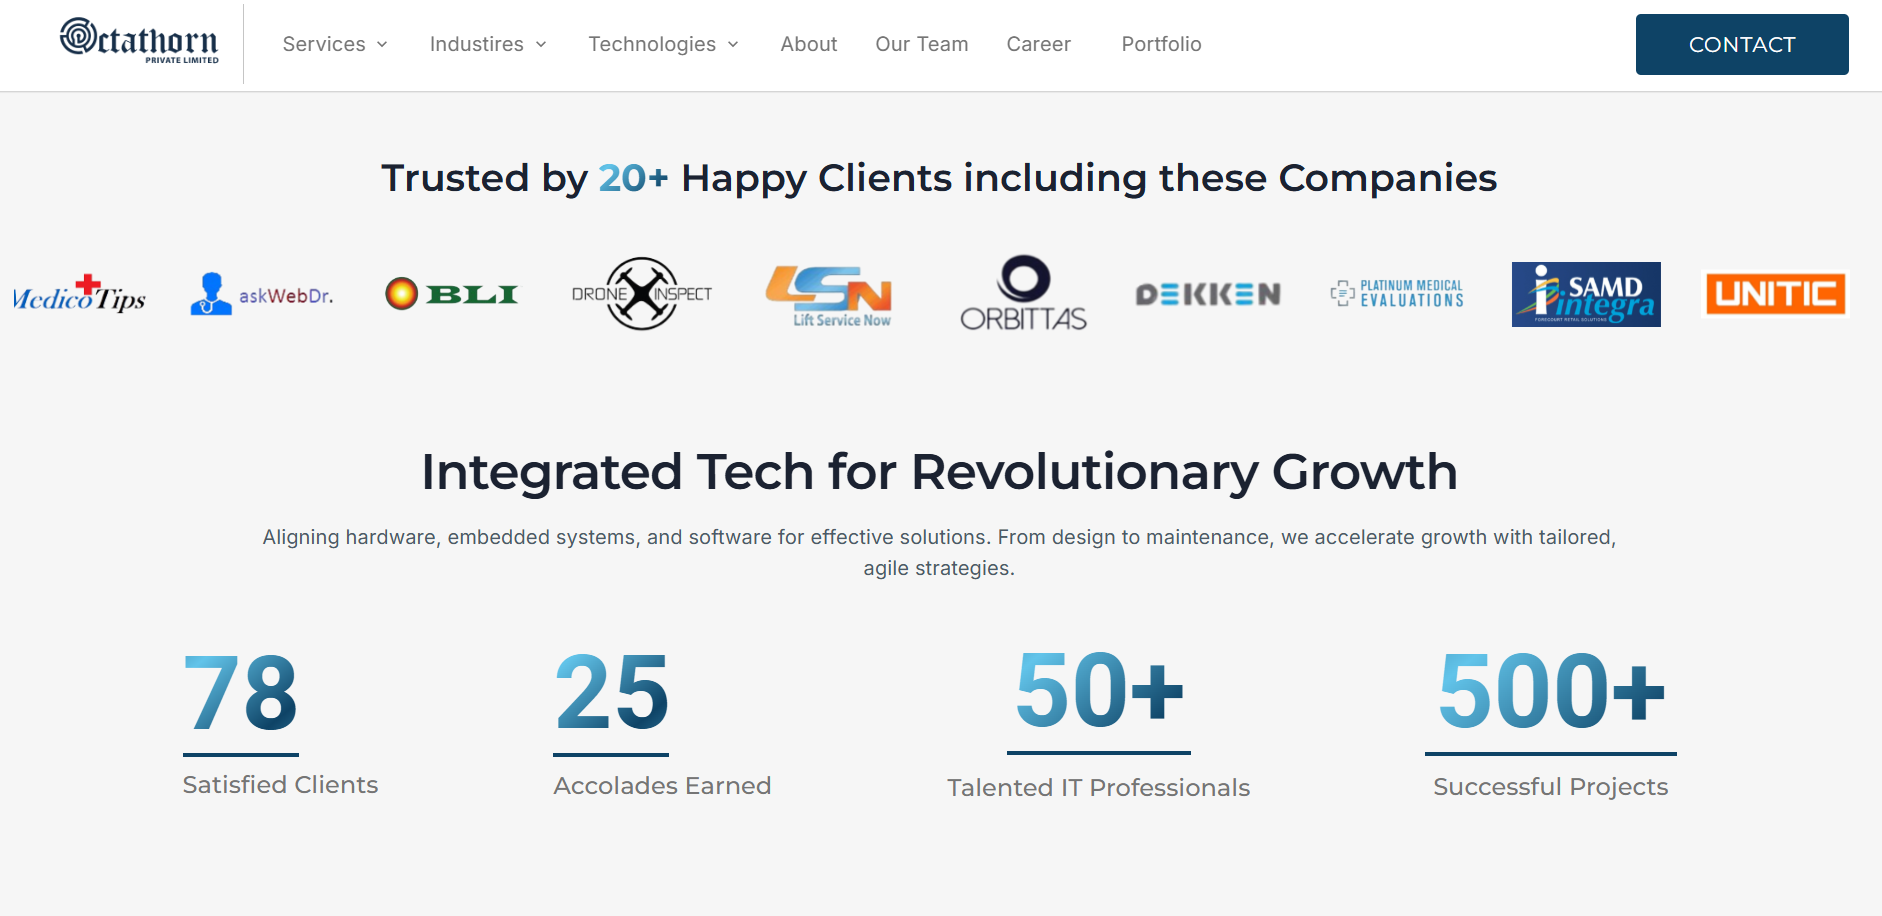 Octathorn
PRIVATE LIMITED
Services
Industires
Technologies
About
Our Team
Career
Portfolio
CONTACT
Trusted by 20+ Happy Clients including these Companies
MedicoTips
askWebDr.
BLI
DRONE INSPECT
LSN
Lift Service Now
ORBITTAS
DEKKEN
PLATINUM MEDICAL
EVALUATIONS
SAMD
integra
FORECOURT RETAIL SOLUTIONS
UNITIC
Integrated Tech for Revolutionary Growth
Aligning hardware, embedded systems, and software for effective solutions. From design to maintenance, we accelerate growth with tailored,
agile strategies.
78
Satisfied Clients
25
Accolades Earned
50+
Talented IT Professionals
500+
Successful Projects